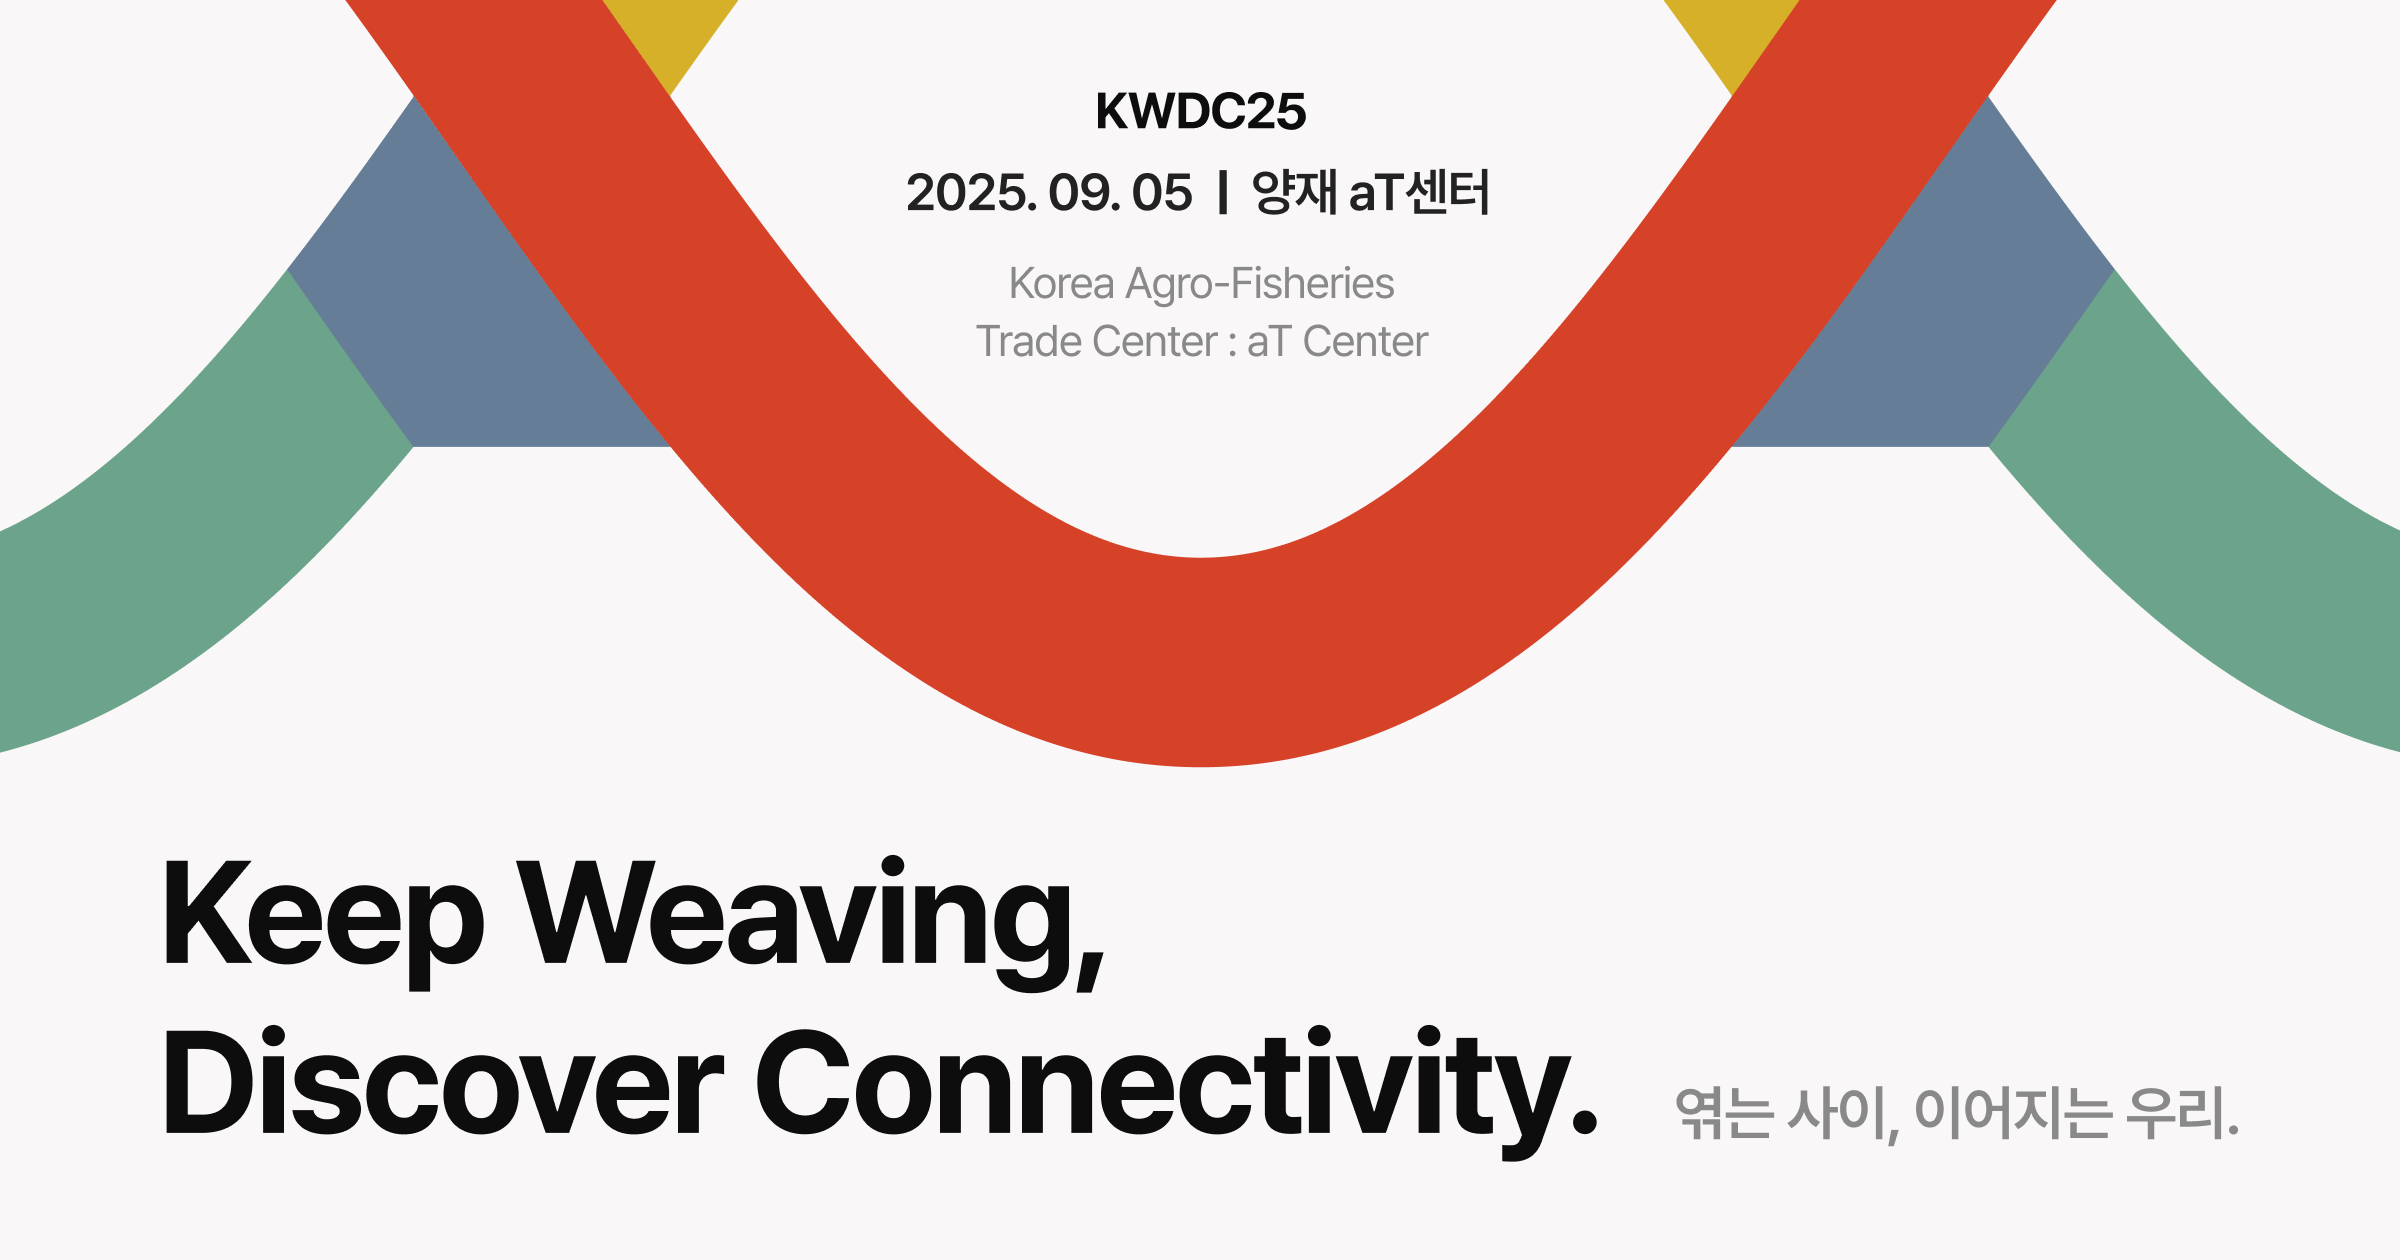 KWDC25
2025. 09. 05 | 양재 aT센터
Korea Agro-Fisheries
Trade Center : aT Center
Keep Weaving,
Discover Connectivity.
엮는 사이, 이어지는 우리.